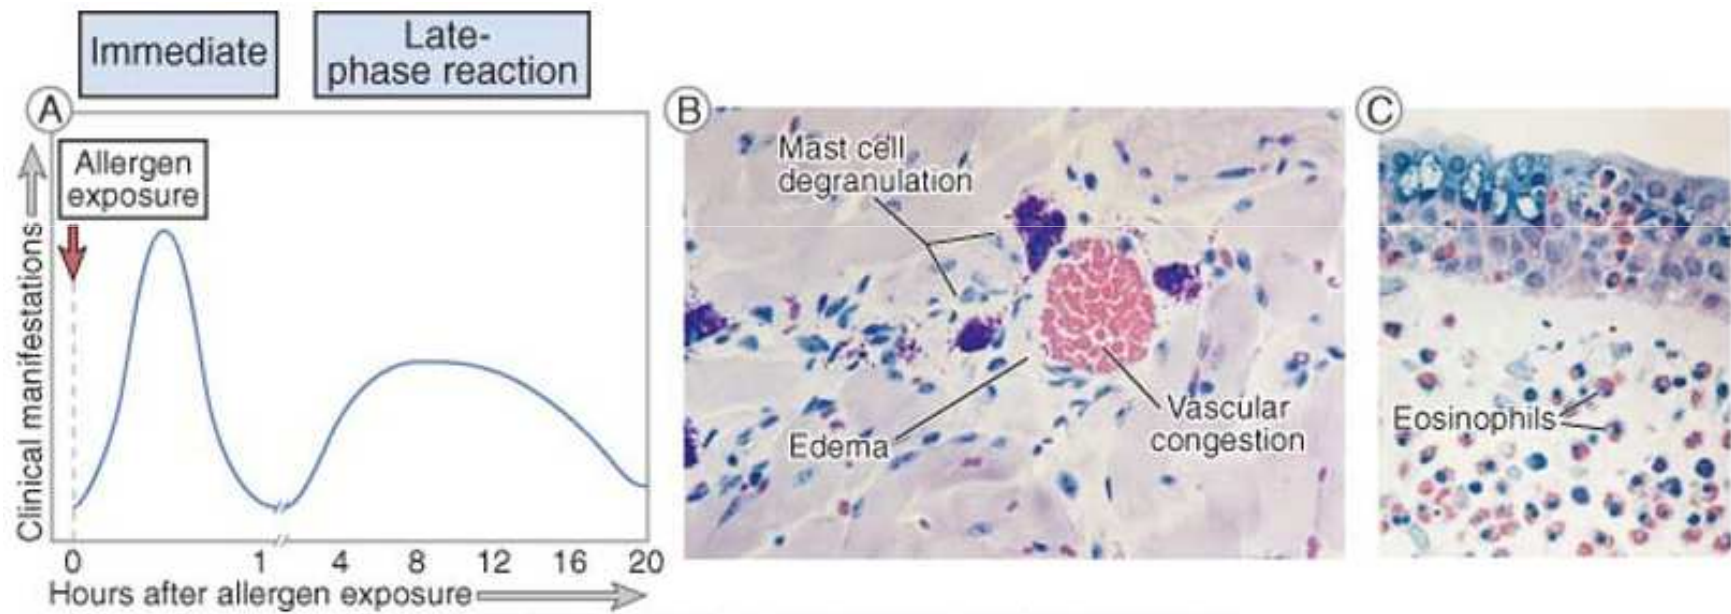 Immediate
Late-
phase reaction
A
Allergen
exposure
Clinical manifestations
0 1 4 8 12 16 20
Hours after allergen exposure
B
Mast cell
degranulation
Edema
Vascular
congestion
C
Eosinophils